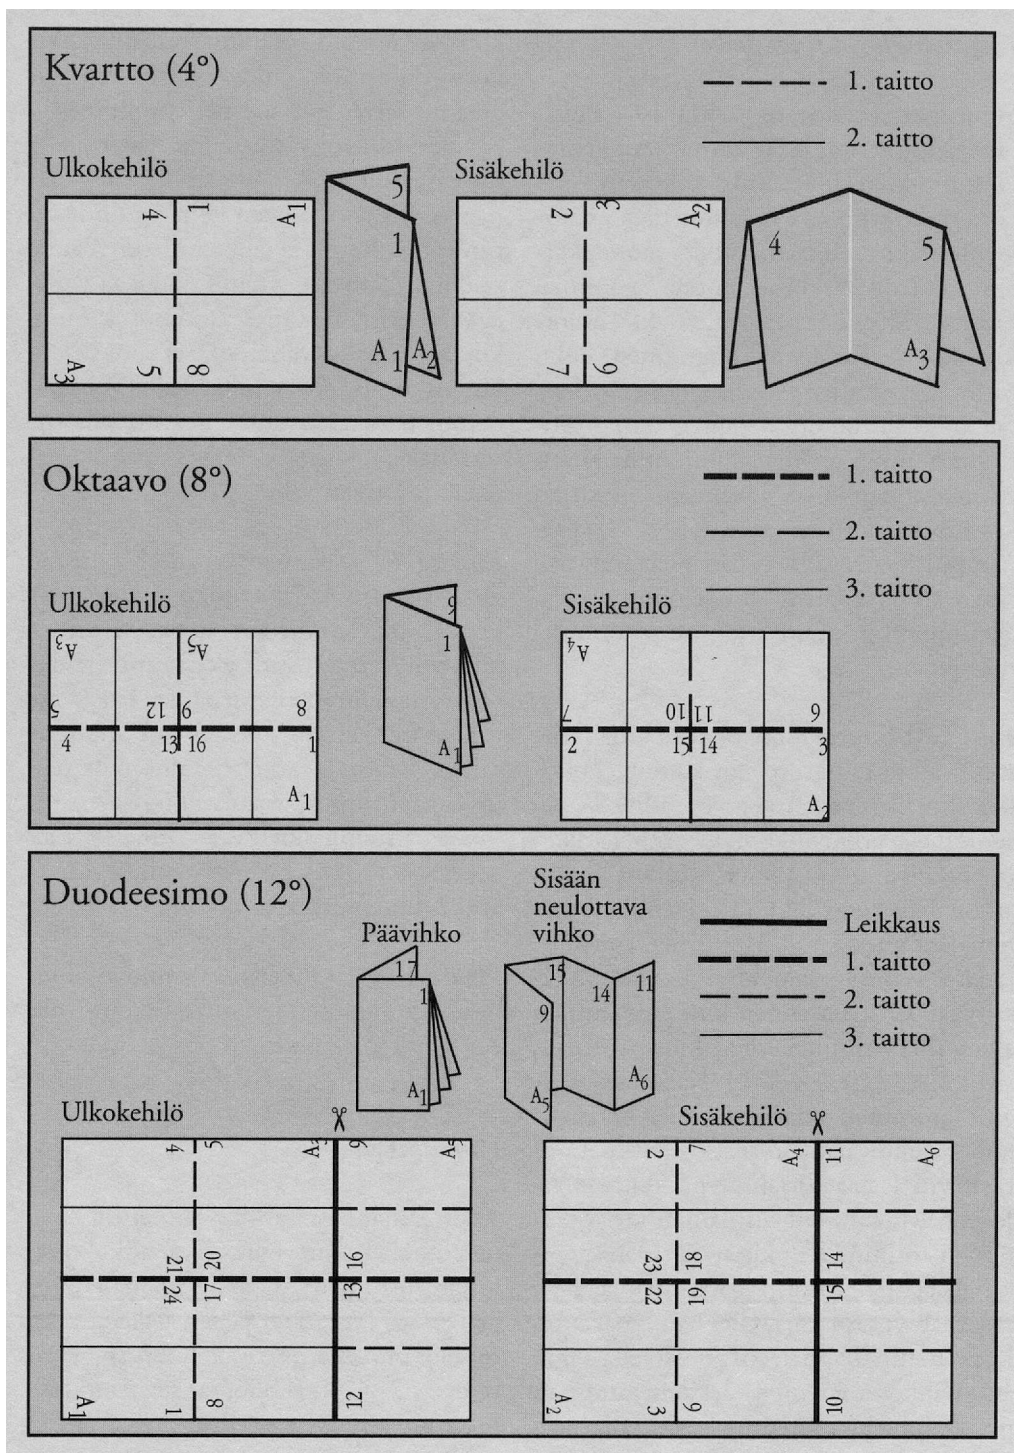 Kvartto (4°)
1. taitto
2. taitto
Ulkokehilö
Sisäkehilö
4 1 A1
A3 5 8
5
1
A1 A2
2 3 A2
7 6
4 5
A3
Oktaavo (8°)
1. taitto
2. taitto
3. taitto
Ulkokehilö
Sisäkehilö
A3 A5
5 12 9 8
4 13 16 1
A1
9
1
A1
A4
7 10 11 6
2 15 14 3
A2
Duodeesimo (12°)
Päävihko
Sisään
neulottava
vihko
Leikkaus
1. taitto
2. taitto
3. taitto
17
1
A1
15 14 11
9
A5 A6
Ulkokehilö
Sisäkehilö
4 5 A3 9 A5
21 20 16
24 17 13
A1 1 8 12
2 7 A4 11 A6
23 18 14
22 19 15
A2 3 6 10